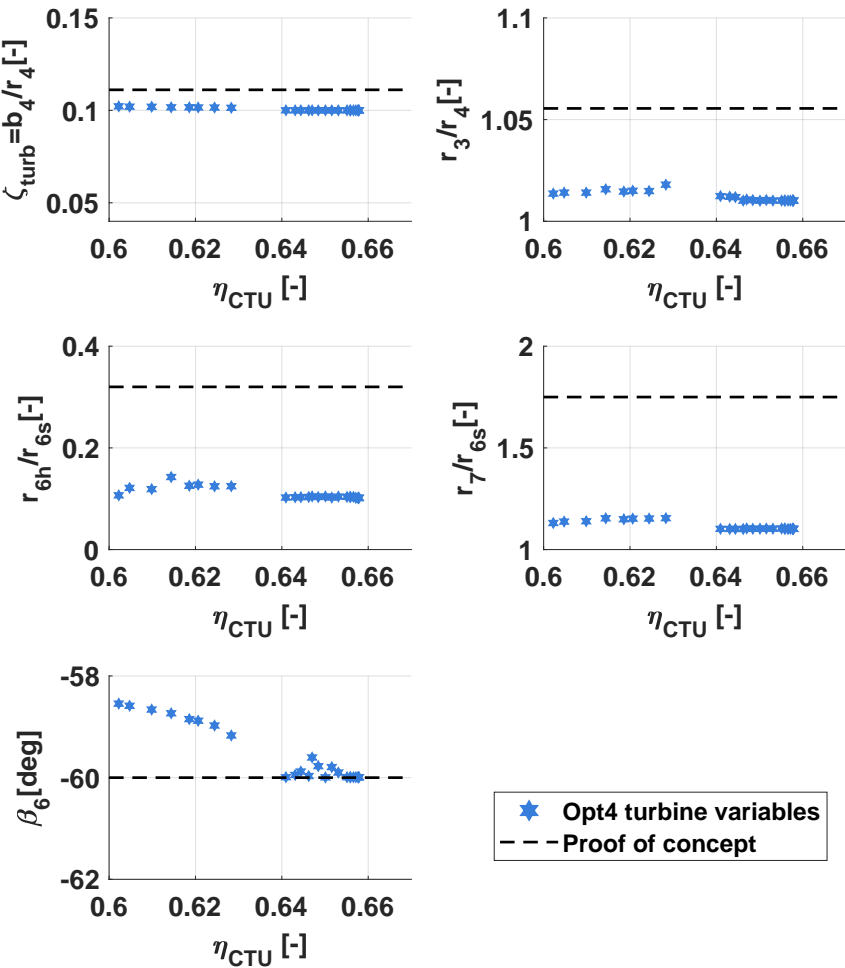 0.15
0.1
0.05
ζturb=b4/r4[-]
0.6 0.62 0.64 0.66
ηCTU [-]
1.1
1.05
1
r3/r4[-]
0.6 0.62 0.64 0.66
ηCTU [-]
0.4
0.2
0
r6h/r6s[-]
0.6 0.62 0.64 0.66
ηCTU [-]
2
1.5
1
r7/r6s[-]
0.6 0.62 0.64 0.66
ηCTU [-]
-58
-60
-62
β6[deg]
0.6 0.62 0.64 0.66
ηCTU [-]
Opt4 turbine variables
Proof of concept